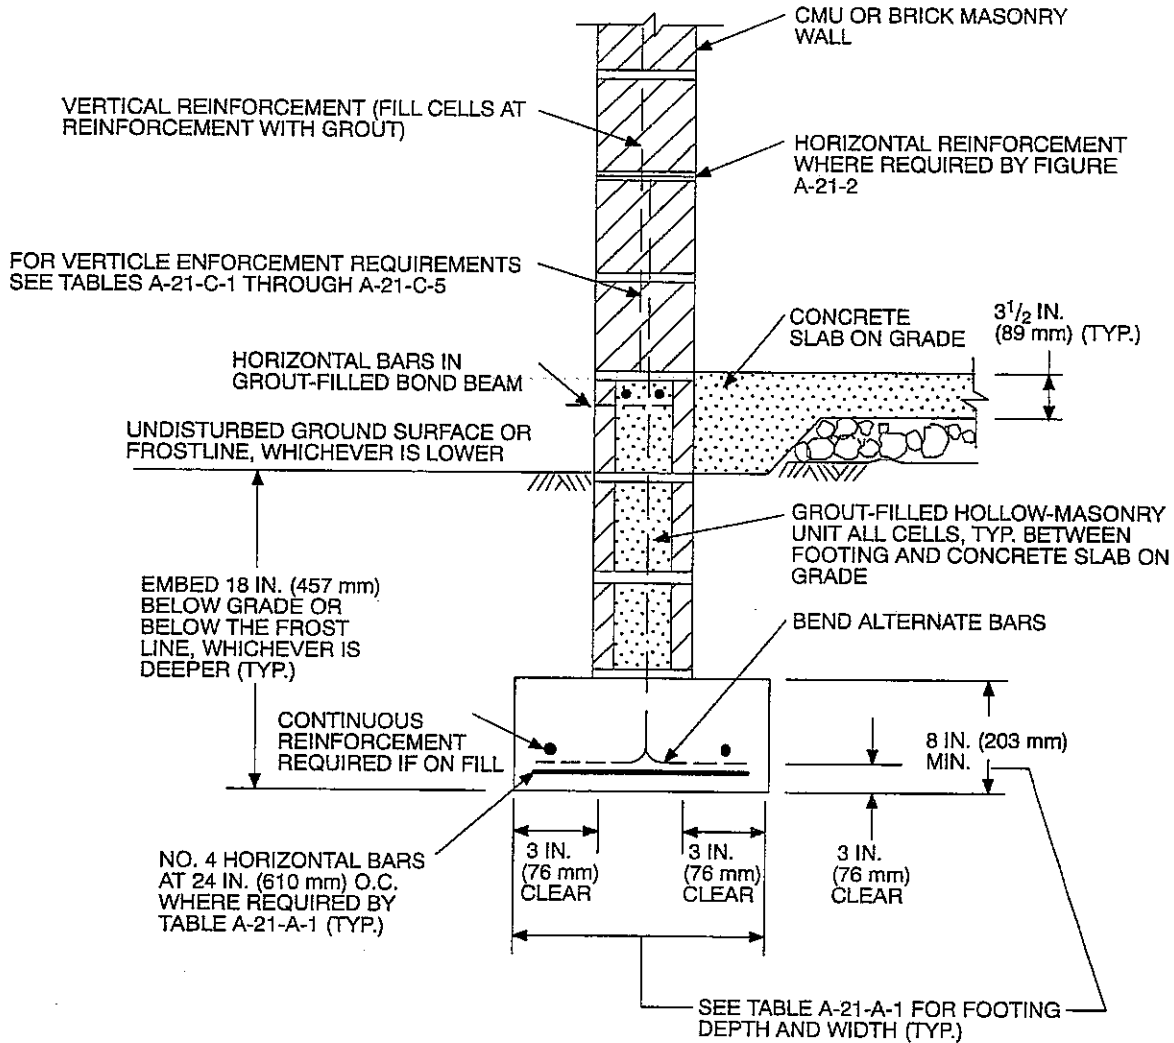 CMU OR BRICK MASONRY
WALL
VERTICAL REINFORCEMENT (FILL CELLS AT
REINFORCEMENT WITH GROUT)
HORIZONTAL REINFORCEMENT
WHERE REQUIRED BY FIGURE
A-21-2
FOR VERTICLE ENFORCEMENT REQUIREMENTS
SEE TABLES A-21-C-1 THROUGH A-21-C-5
CONCRETE
SLAB ON GRADE
3 1/2 IN.
(89 mm) (TYP.)
HORIZONTAL BARS IN
GROUT-FILLED BOND BEAM
UNDISTURBED GROUND SURFACE OR
FROSTLINE, WHICHEVER IS LOWER
GROUT-FILLED HOLLOW-MASONRY
UNIT ALL CELLS, TYP. BETWEEN
FOOTING AND CONCRETE SLAB ON
GRADE
EMBED 18 IN. (457 mm)
BELOW GRADE OR
BELOW THE FROST
LINE, WHICHEVER IS
DEEPER (TYP.)
BEND ALTERNATE BARS
CONTINUOUS
REINFORCEMENT
REQUIRED IF ON FILL
8 IN. (203 mm)
MIN.
NO. 4 HORIZONTAL BARS
AT 24 IN. (610 mm) O.C.
WHERE REQUIRED BY
TABLE A-21-A-1 (TYP.)
3 IN.
(76 mm)
CLEAR
3 IN.
(76 mm)
CLEAR
3 IN.
(76 mm)
CLEAR
SEE TABLE A-21-A-1 FOR FOOTING
DEPTH AND WIDTH (TYP.)